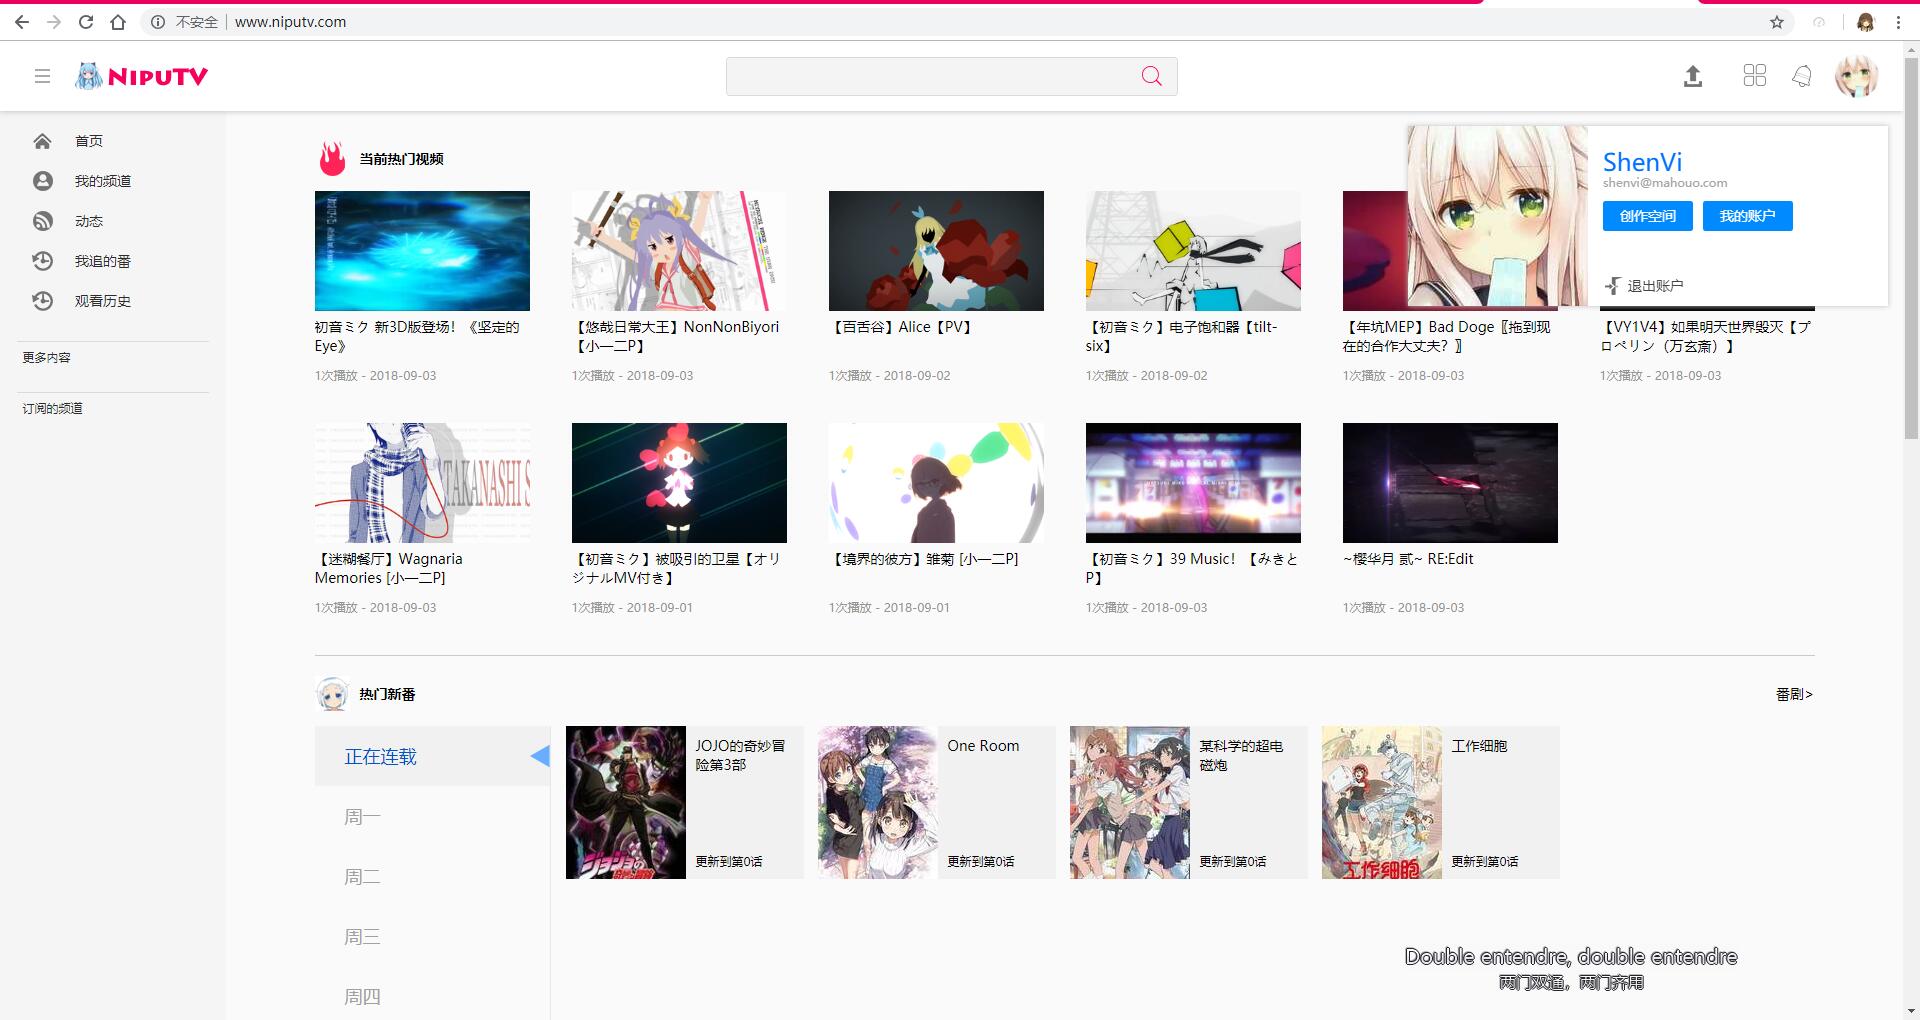 不安全
www.niputv.com
NIPUTV
首页
我的频道
动态
我追的番
观看历史
更多内容
订阅的频道
当前热门视频
ShenVi
shenvi@mahouo.com
创作空间
我的账户
退出账户
初音ミク 新3D版登场！《坚定的
Eye》
1次播放 - 2018-09-03
【悠哉日常大王】NonNonBiyori
【小一二P】
1次播放 - 2018-09-03
【百舌谷】Alice【PV】
1次播放 - 2018-09-02
【初音ミク】电子饱和器【tilt-
six】
1次播放 - 2018-09-02
【年坑MEP】Bad Doge〖拖到现
在的合作大丈夫？〗
1次播放 - 2018-09-03
【VY1V4】如果明天世界毁灭【プ
ロペリン（万玄斎）】
1次播放 - 2018-09-03
TAKANASHI S
【迷糊餐厅】Wagnaria
Memories [小一二P]
1次播放 - 2018-09-03
【初音ミク】被吸引的卫星【オリ
ジナルMV付き】
1次播放 - 2018-09-01
【境界的彼方】雏菊 [小一二P]
1次播放 - 2018-09-01
【初音ミク】39 Music！【みきと
P】
1次播放 - 2018-09-03
~樱华月 贰~ RE:Edit
1次播放 - 2018-09-03
热门新番
番剧>
正在连载
周一
周二
周三
周四
JOJO的奇妙冒
险第3部
更新到第0话
One Room
更新到第0话
某科学的超电
磁炮
更新到第0话
工作细胞
工作细胞
更新到第0话
Double entendre, double entendre
两门双通，两门齐用